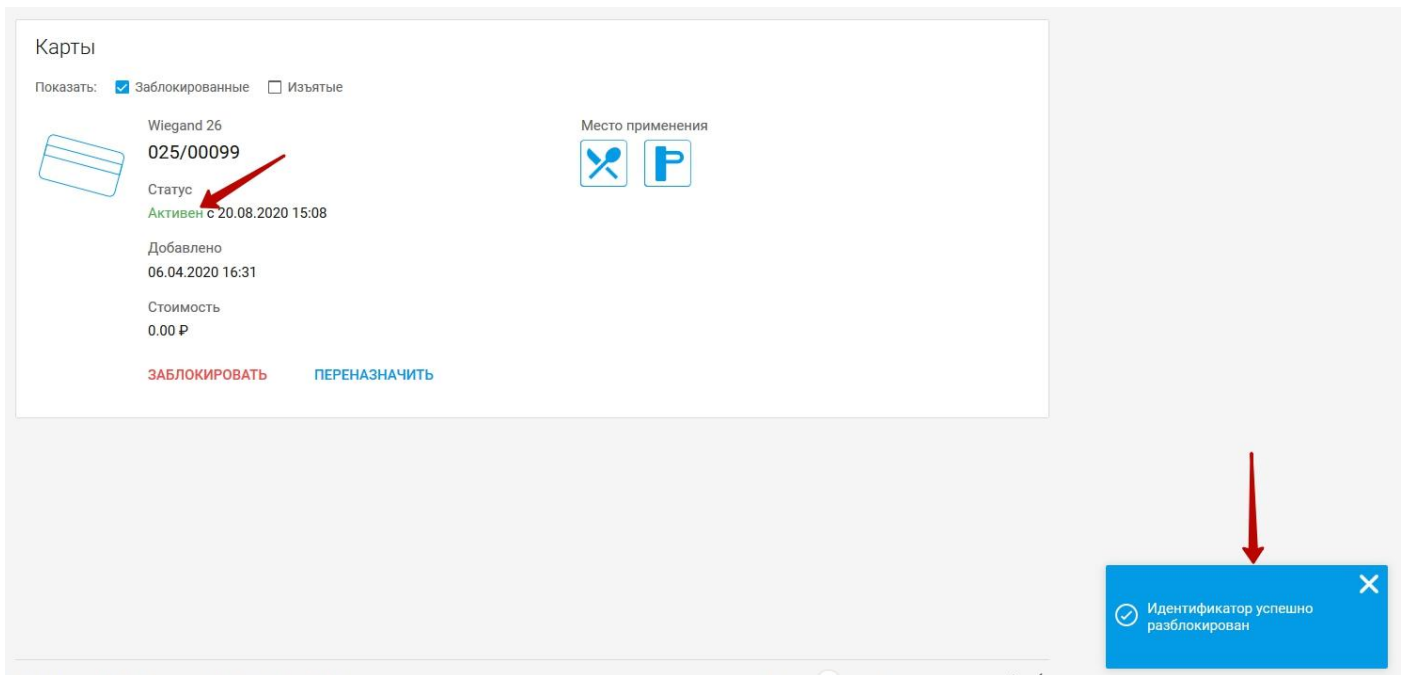 Карты
Показать: Заблокированные Изъятые
Wiegand 26
025/00099
Статус
Активен с 20.08.2020 15:08
Добавлено
06.04.2020 16:31
Стоимость
0.00 ₽
ЗАБЛОКИРОВАТЬ ПЕРЕНАЗНАЧИТЬ
Место применения
Идентификатор успешно
разблокирован